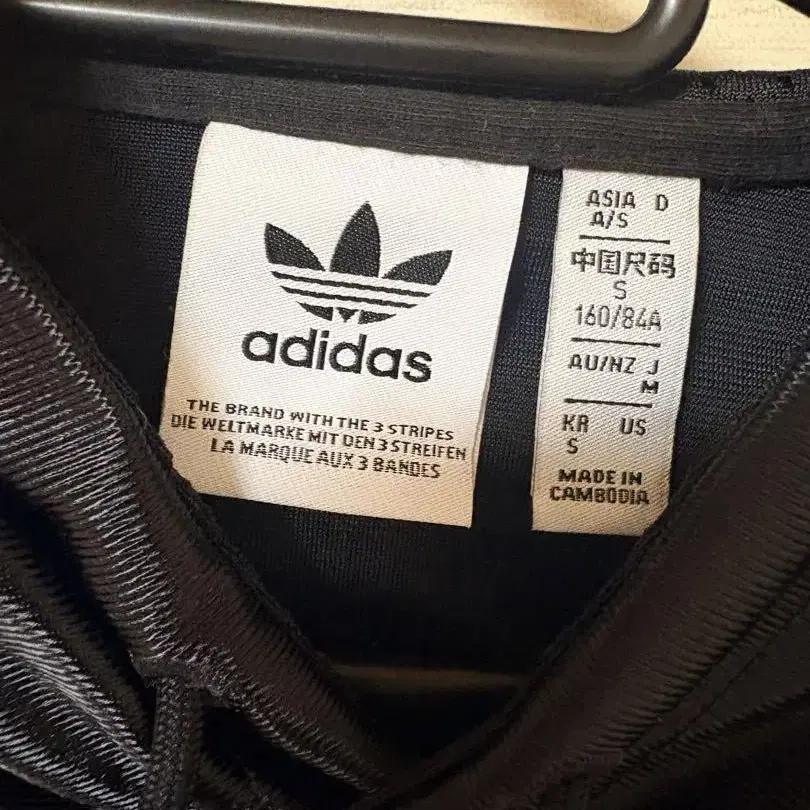 adidas
THE BRAND WITH THE 3 STRIPES
DIE WELTMARKE MIT DEN 3 STREIFEN
LA MARQUE AUX 3 BANDES
ASIA D
A/S
中国尺码
S
160/84A
AU/NZ J
M
KR US
S
MADE IN
CAMBODIA